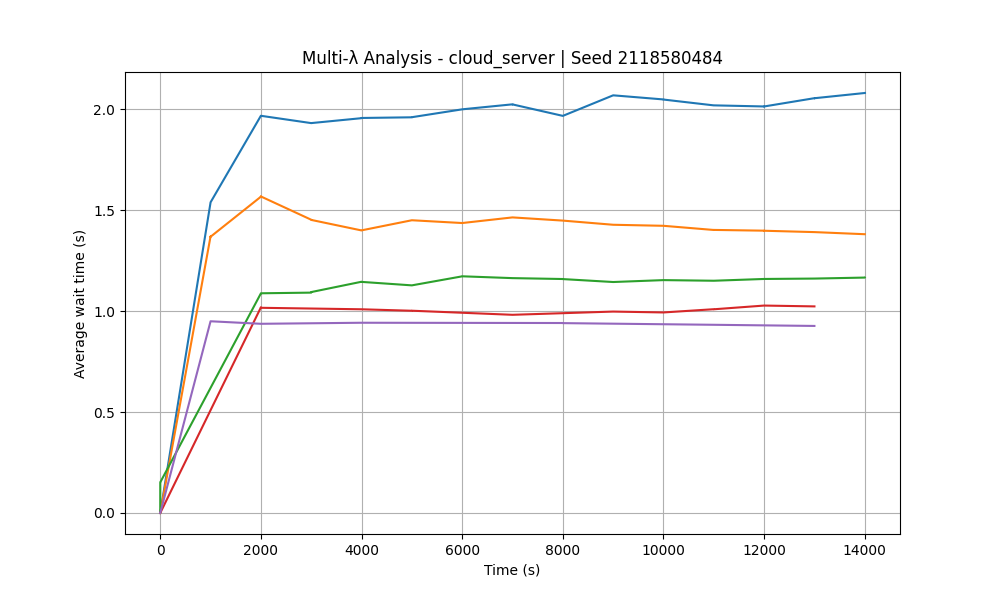 Multi-λ Analysis - cloud_server | Seed 2118580484
Average wait time (s)
2.0
1.5
1.0
0.5
0.0
0 2000 4000 6000 8000 10000 12000 14000
Time (s)